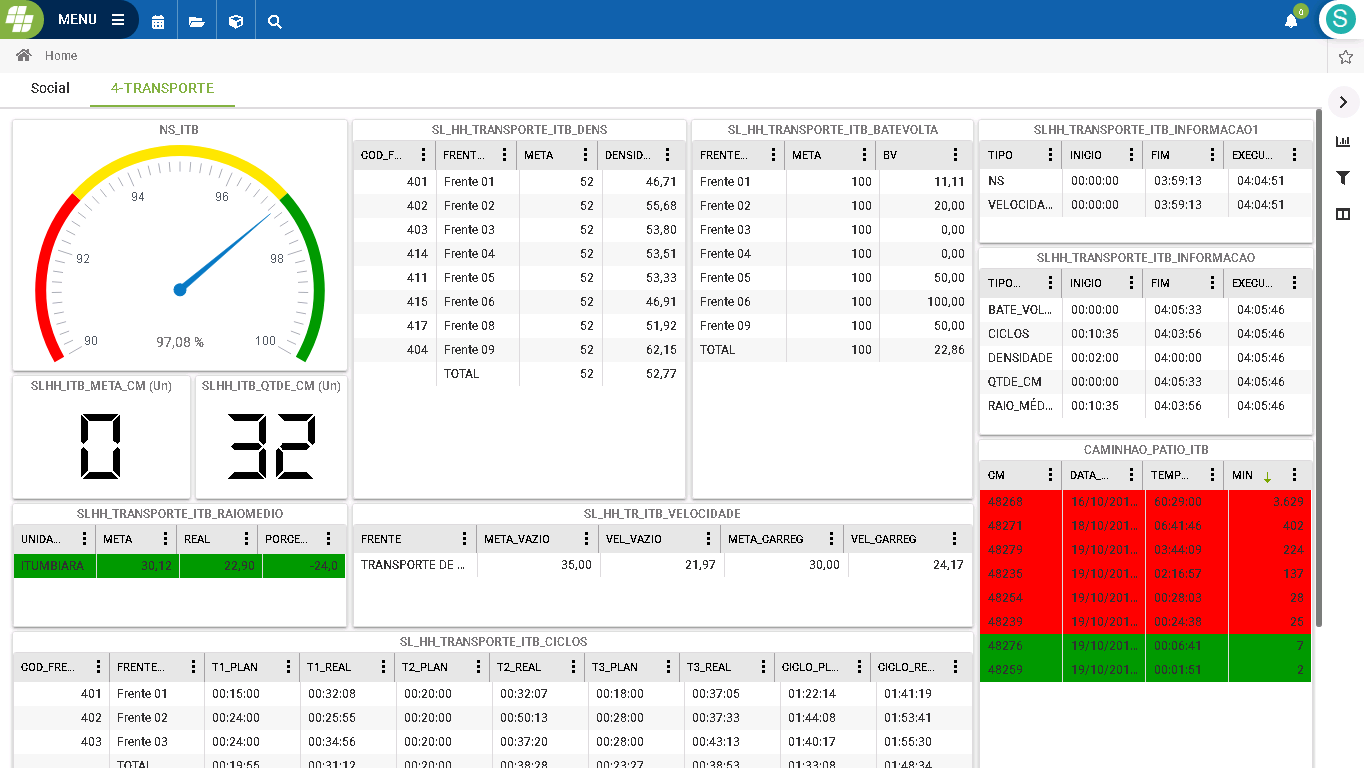 MENU
0
S
Home
Social 4-TRANSPORTE
NS_ITB
94 96
92 98
90 100
97,08 %
SLHH_ITB_META_CM (Un)
0
SLHH_ITB_QTDE_CM (Un)
32
SL_HH_TRANSPORTE_ITB_DENS
COD_F... FRENT... META DENSID...
401 Frente 01 52 46,71
402 Frente 02 52 55,68
403 Frente 03 52 53,80
414 Frente 04 52 53,51
411 Frente 05 52 53,33
415 Frente 06 52 46,91
417 Frente 08 52 51,92
404 Frente 09 52 62,15
TOTAL 52 52,77
SL_HH_TRANSPORTE_ITB_BATEVOLTA
FRENTE... META BV
Frente 01 100 11,11
Frente 02 100 20,00
Frente 03 100 0,00
Frente 04 100 0,00
Frente 05 100 50,00
Frente 06 100 100,00
Frente 09 100 50,00
TOTAL 100 22,86
SLHH_TRANSPORTE_ITB_INFORMACAO1
TIPO INICIO FIM EXECU...
NS 00:00:00 03:59:13 04:04:51
VELOCIDA... 00:00:00 03:59:13 04:04:51
SLHH_TRANSPORTE_ITB_INFORMACAO
TIPO... INICIO FIM EXECU...
BATE_VOL... 00:00:00 04:05:33 04:05:46
CICLOS 00:10:35 04:03:56 04:05:46
DENSIDADE 00:02:00 04:00:00 04:05:46
QTDE_CM 00:00:00 04:05:33 04:05:46
RAIO_MÉD... 00:10:35 04:03:56 04:05:46
CAMINHAO_PATIO_ITB
CM DATA_... TEMP... MIN
48268 16/10/201... 60:29:00 3.629
48271 18/10/201... 06:41:46 402
48279 19/10/201... 03:44:09 224
48236 19/10/201... 02:16:57 137
48254 19/10/201... 00:28:03 28
48239 19/10/201... 00:24:38 25
48276 19/10/201... 00:06:41 7
48259 19/10/201... 00:01:51 2
SLHH_TRANSPORTE_ITB_RAIOMEDIO
UNIDA... META REAL PORCE...
ITUMBIARA 30,12 22,90 -24,0
SL_HH_TR_ITB_VELOCIDADE
FRENTE META_VAZIO VEL_VAZIO META_CARREG VEL_CARREG
TRANSPORTE DE ... 35,00 21,97 30,00 24,17
SL_HH_TRANSPORTE_ITB_CICLOS
COD_FRE... FRENTE... T1_PLAN T1_REAL T2_PLAN T2_REAL T3_PLAN T3_REAL CICLO_PL... CICLO_RE...
401 Frente 01 00:15:00 00:32:08 00:20:00 00:32:07 00:18:00 00:37:05 01:22:14 01:41:19
402 Frente 02 00:24:00 00:25:55 00:20:00 00:50:13 00:28:00 00:37:33 01:44:08 01:53:41
403 Frente 03 00:24:00 00:34:56 00:20:00 00:37:20 00:28:00 00:43:13 01:40:17 01:55:30
TOTAL 00:19:55 00:31:12 00:20:00 00:38:28 00:23:27 00:38:53 01:33:08 01:48:34